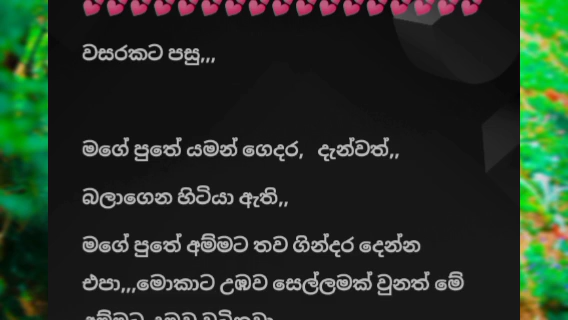 වසරකට පසු,,,
මගේ පුතේ යමන් ගෙදර, දැන්වත්,,
බලාගෙන හිටියා ඇති,,
මගේ පුතේ අම්මට තව ගින්දර දෙන්න
එපා,,,මොකාට උඹව සෙල්ලමක් වුනත් මේ